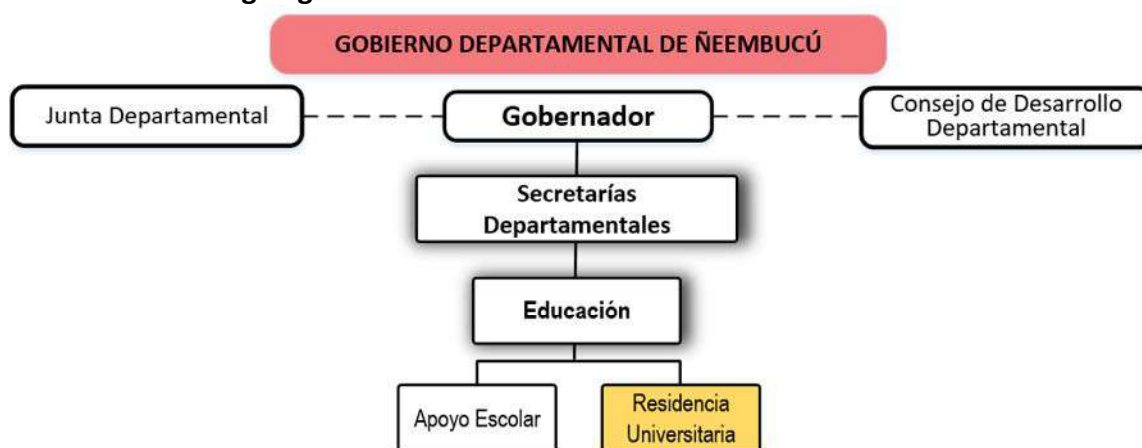 GOBIERNO DEPARTAMENTAL DE ÑEEMBUCÚ
Junta Departamental
Gobernador
Consejo de Desarrollo
Departamental
Secretarías
Departamentales
Educación
Apoyo Escolar
Residencia
Universitaria